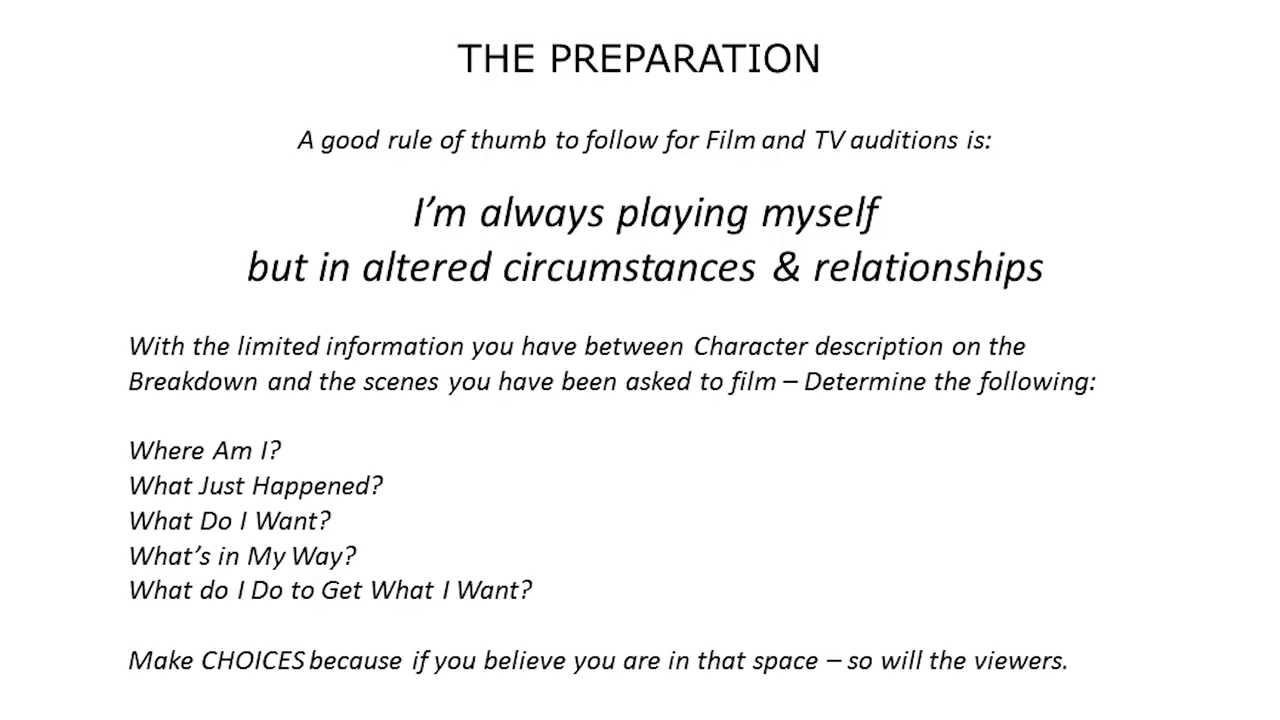 THE PREPARATION
A good rule of thumb to follow for Film and TV auditions is:
I’m always playing myself
but in altered circumstances & relationships
With the limited information you have between Character description on the
Breakdown and the scenes you have been asked to film – Determine the following:
Where Am I?
What Just Happened?
What Do I Want?
What’s in My Way?
What do I Do to Get What I Want?
Make CHOICES because if you believe you are in that space – so will the viewers.